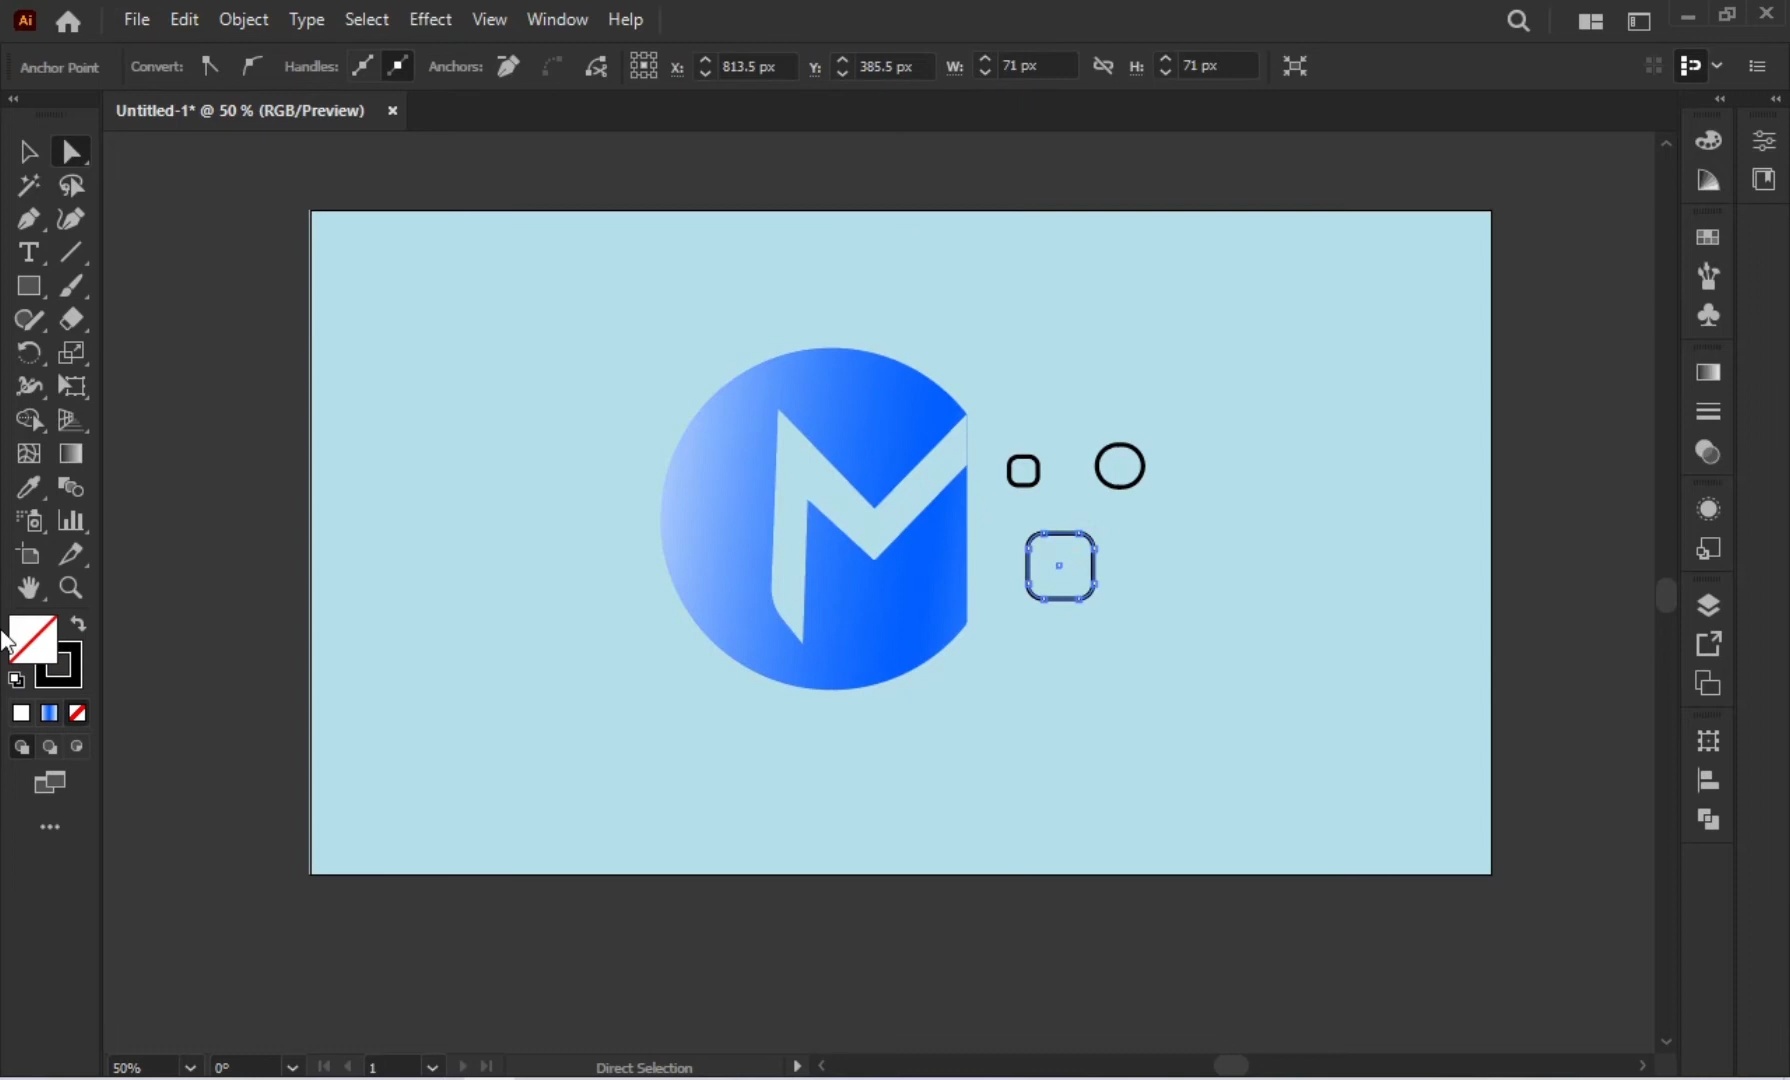 Ai File Edit Object Type Select Effect View Window Help
Anchor Point Convert: Handles: Anchors: X: 813.5 px Y: 385.5 px W: 71 px H: 71 px
Untitled-1* @ 50 % (RGB/Preview) ×
T
M
50% 0° 1 Direct Selection